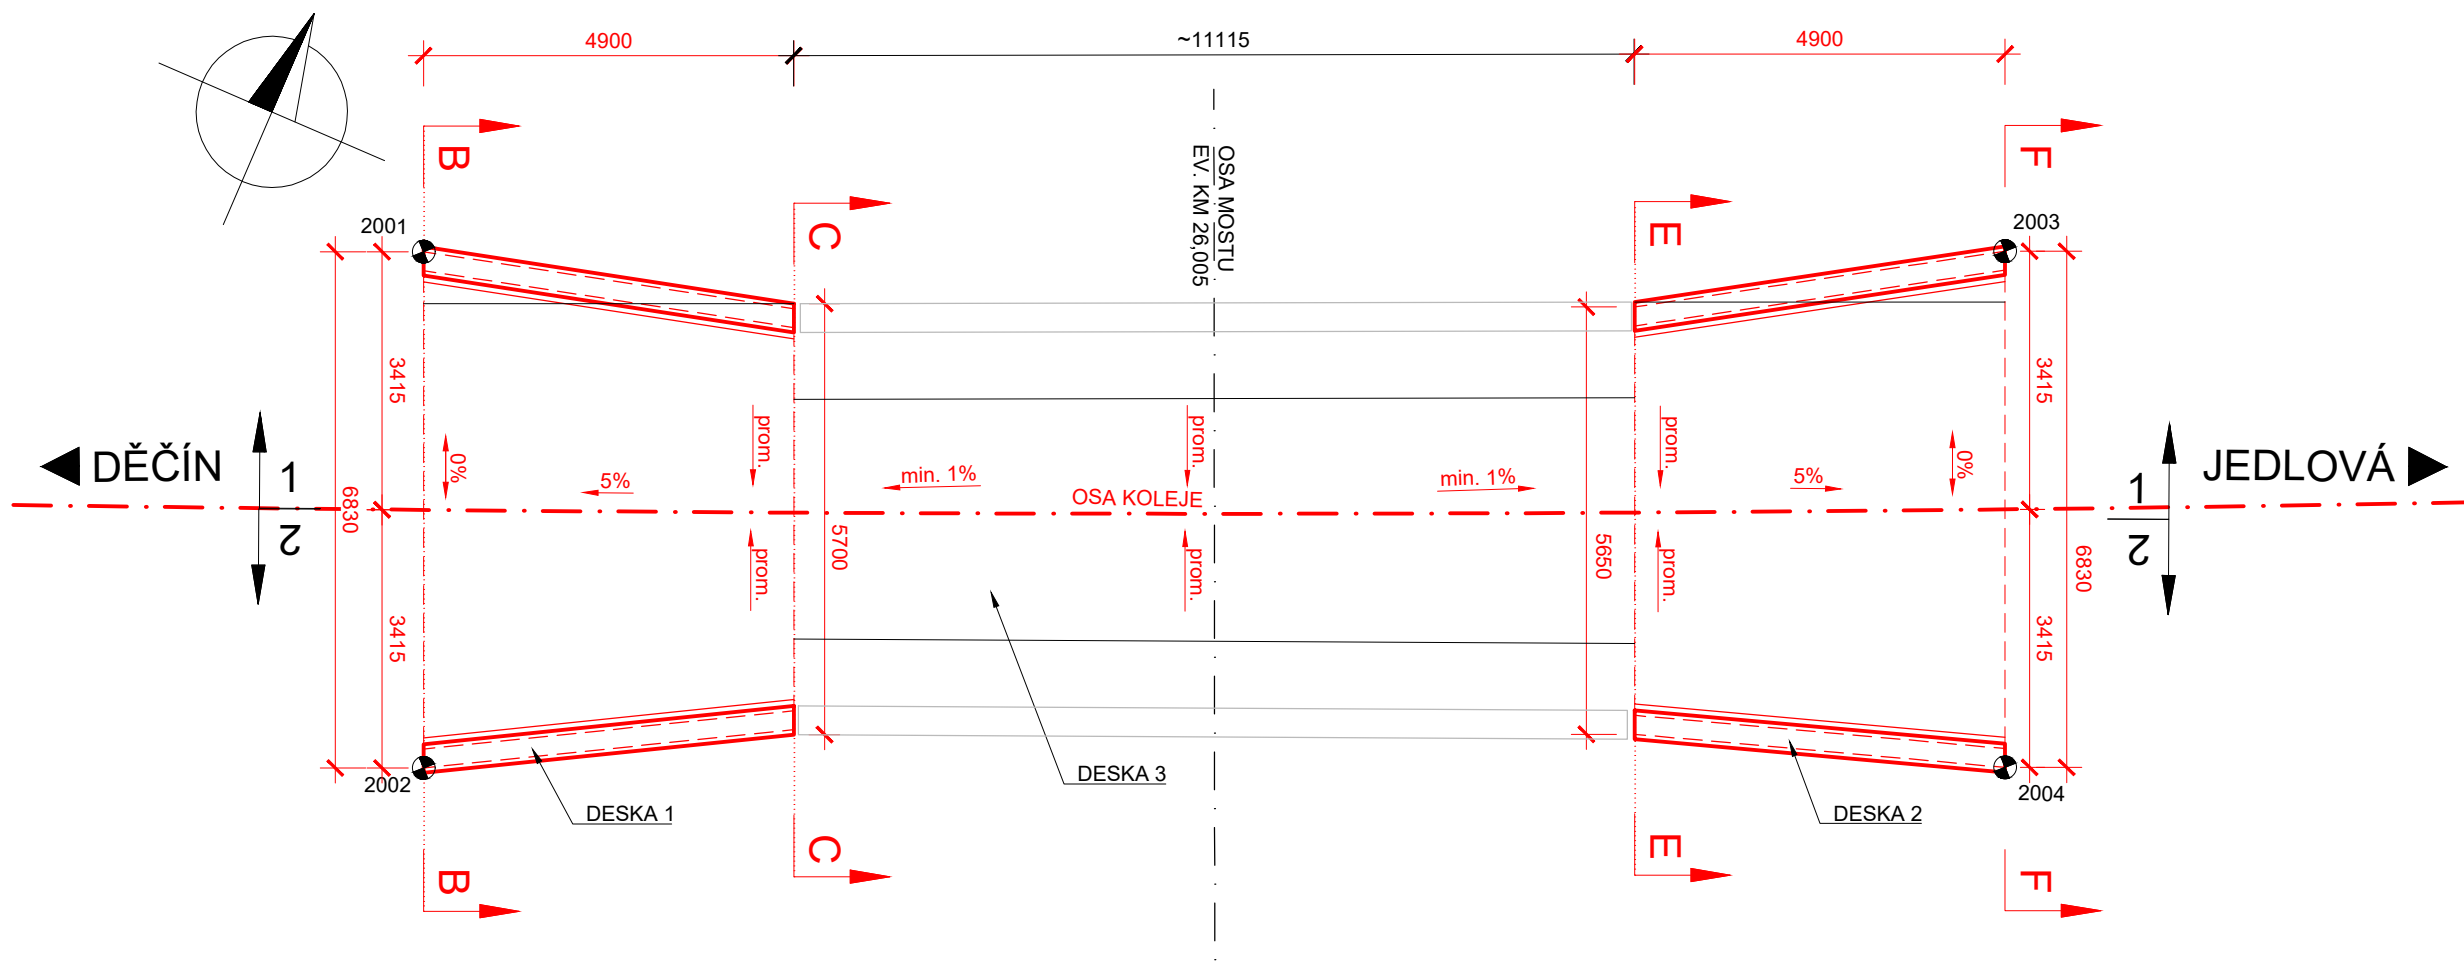 4900
~11115
4900
B
F
OSA MOSTU
EV. KM 26,005
2001
2003
C
E
3415
3415
prom.
prom.
prom.
0%
0%
DĚČÍN
1
5%
min. 1%
min. 1%
5%
1
JEDLOVÁ
OSA KOLEJE
6830
2
5700
5650
2
6830
prom.
prom.
prom.
3415
3415
2002
DESKA 1
DESKA 3
DESKA 2
2004
C
E
B
F